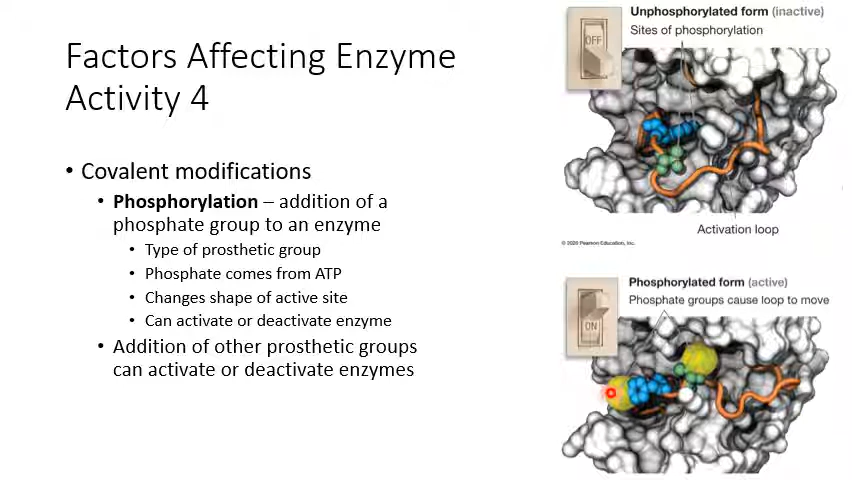 Factors Affecting Enzyme
Activity 4
• Covalent modifications
• Phosphorylation – addition of a
phosphate group to an enzyme
• Type of prosthetic group
• Phosphate comes from ATP
• Changes shape of active site
• Can activate or deactivate enzyme
• Addition of other prosthetic groups
can activate or deactivate enzymes
Unphosphorylated form (inactive)
Sites of phosphorylation
OFF
Activation loop
© 2020 Pearson Education, Inc.
Phosphorylated form (active)
Phosphate groups cause loop to move
ON